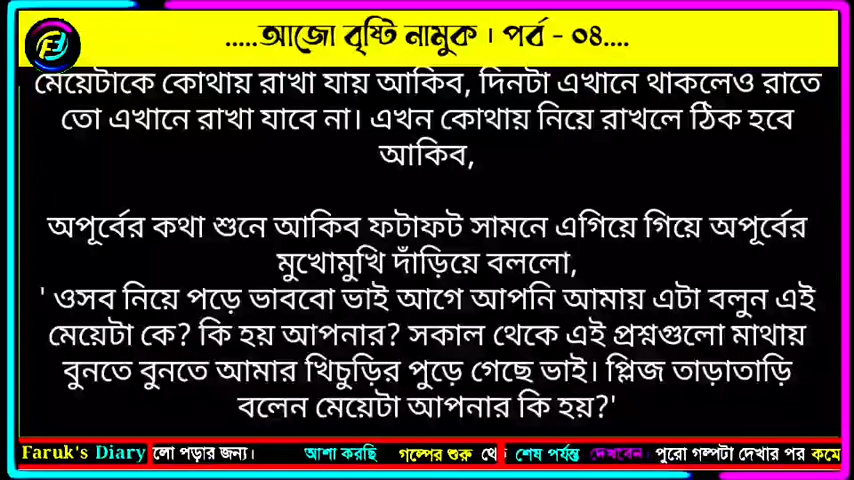 .....আজো বৃষ্টি নামুক । পর্ব - ০৪....
মেয়েটাকে কোথায় রাখা যায় আকিব, দিনটা এখানে থাকলেও রাতে
তো এখানে রাখা যাবে না। এখন কোথায় নিয়ে রাখলে ঠিক হবে
আকিব,
অপূর্বের কথা শুনে আকিব ফটাফট সামনে এগিয়ে গিয়ে অপূর্বের
মুখোমুখি দাঁড়িয়ে বললো,
' ওসব নিয়ে পড়ে ভাববো ভাই আগে আপনি আমায় এটা বলুন এই
মেয়েটা কে? কি হয় আপনার? সকাল থেকে এই প্রশ্নগুলো মাথায়
বুনতে বুনতে আমার খিচুড়ির পুড়ে গেছে ভাই। প্লিজ তাড়াতাড়ি
বলেন মেয়েটা আপনার কি হয়?'
Faruk's Diary লো পড়ার জন্য। আশা করছি গল্পের শুরু থে শেষ পর্যন্ত দেখবেন। পুরো গল্পটা দেখার পর কমে